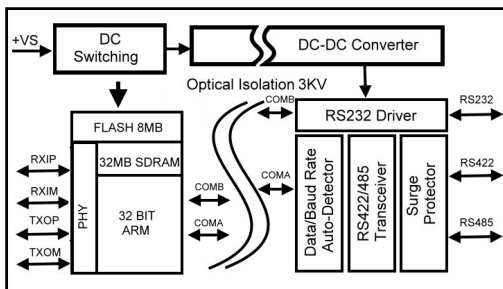 +VS
DC
Switching
DC-DC Converter
Optical Isolation 3KV
COMB
FLASH 8MB
RS232 Driver
RS232
RXIP
32MB SDRAM
RXIM
PHY
32 BIT
ARM
COMB
COMA
COMA
Data/Baud Rate
Auto-Detector
RS422/485
Transceiver
Surge
Protector
RS422
TXOP
TXOM
RS485